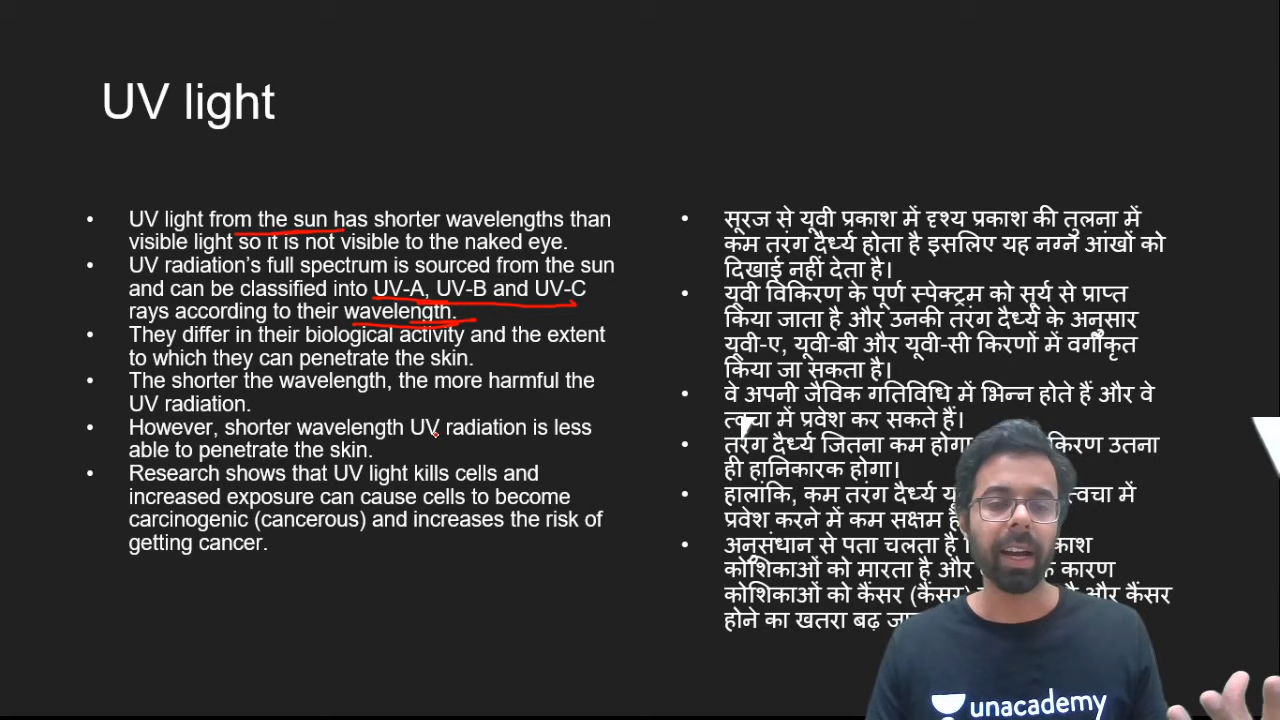 UV light
UV light from the sun has shorter wavelengths than
visible light so it is not visible to the naked eye.
UV radiation's full spectrum is sourced from the sun
and can be classified into UV-A, UV-B and UV-C
rays according to their wavelength.
They differ in their biological activity and the extent
to which they can penetrate the skin.
The shorter the wavelength, the more harmful the
UV radiation.
However, shorter wavelength UV radiation is less
able to penetrate the skin.
Research shows that UV light kills cells and
increased exposure can cause cells to become
carcinogenic (cancerous) and increases the risk of
getting cancer.
सूरज से यूवी प्रकाश में दृश्य प्रकाश की तुलना में
कम तरंग दैर्ध्य होता है इसलिए यह नग्न आंखों को
दिखाई नहीं देता है।
यूवी विकिरण के पूर्ण स्पेक्ट्रम को सूर्य से प्राप्त
किया जाता है और उनकी तरंग दैर्ध्य के अनुसार
यूवी-ए, यूवी-बी और यूवी-सी किरणों में वर्गीकृत
किया जा सकता है।
वे अपनी जैविक गतिविधि में भिन्न होते हैं और वे
त्वचा में प्रवेश कर सकते हैं।
तरंग दैर्ध्य जितना कम होगा किरण उतना
ही हानिकारक होगा।
हालांकि, कम तरंग दैर्ध्य त्वचा में
प्रवेश करने में कम सक्षम
अनुसंधान से पता चलता है
कोशिकाओं को मारता है और कारण
कोशिकाओं को कैंसर (कैंसर) और कैंसर
होने का खतरा बढ़
unacademy